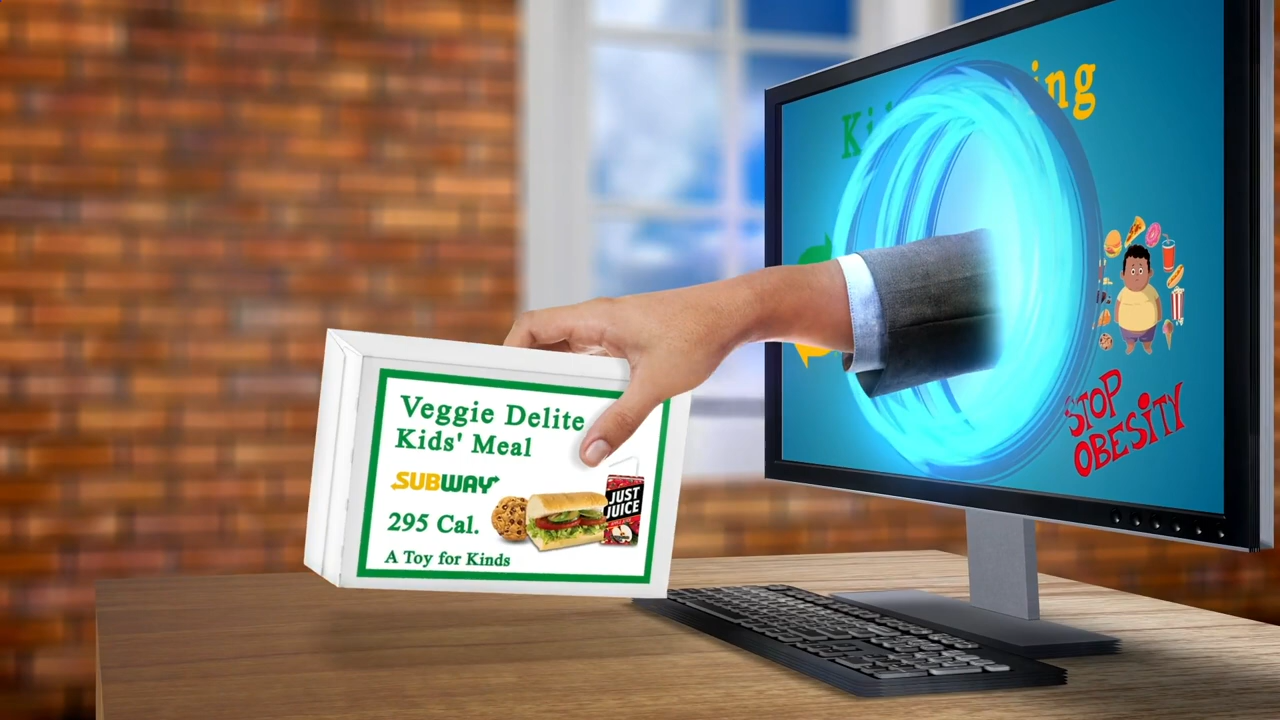 Veggie Delite
Kids' Meal
SUBWAY
295 Cal.
A Toy for Kinds
JUST
JUICE
STOP
OBESITY